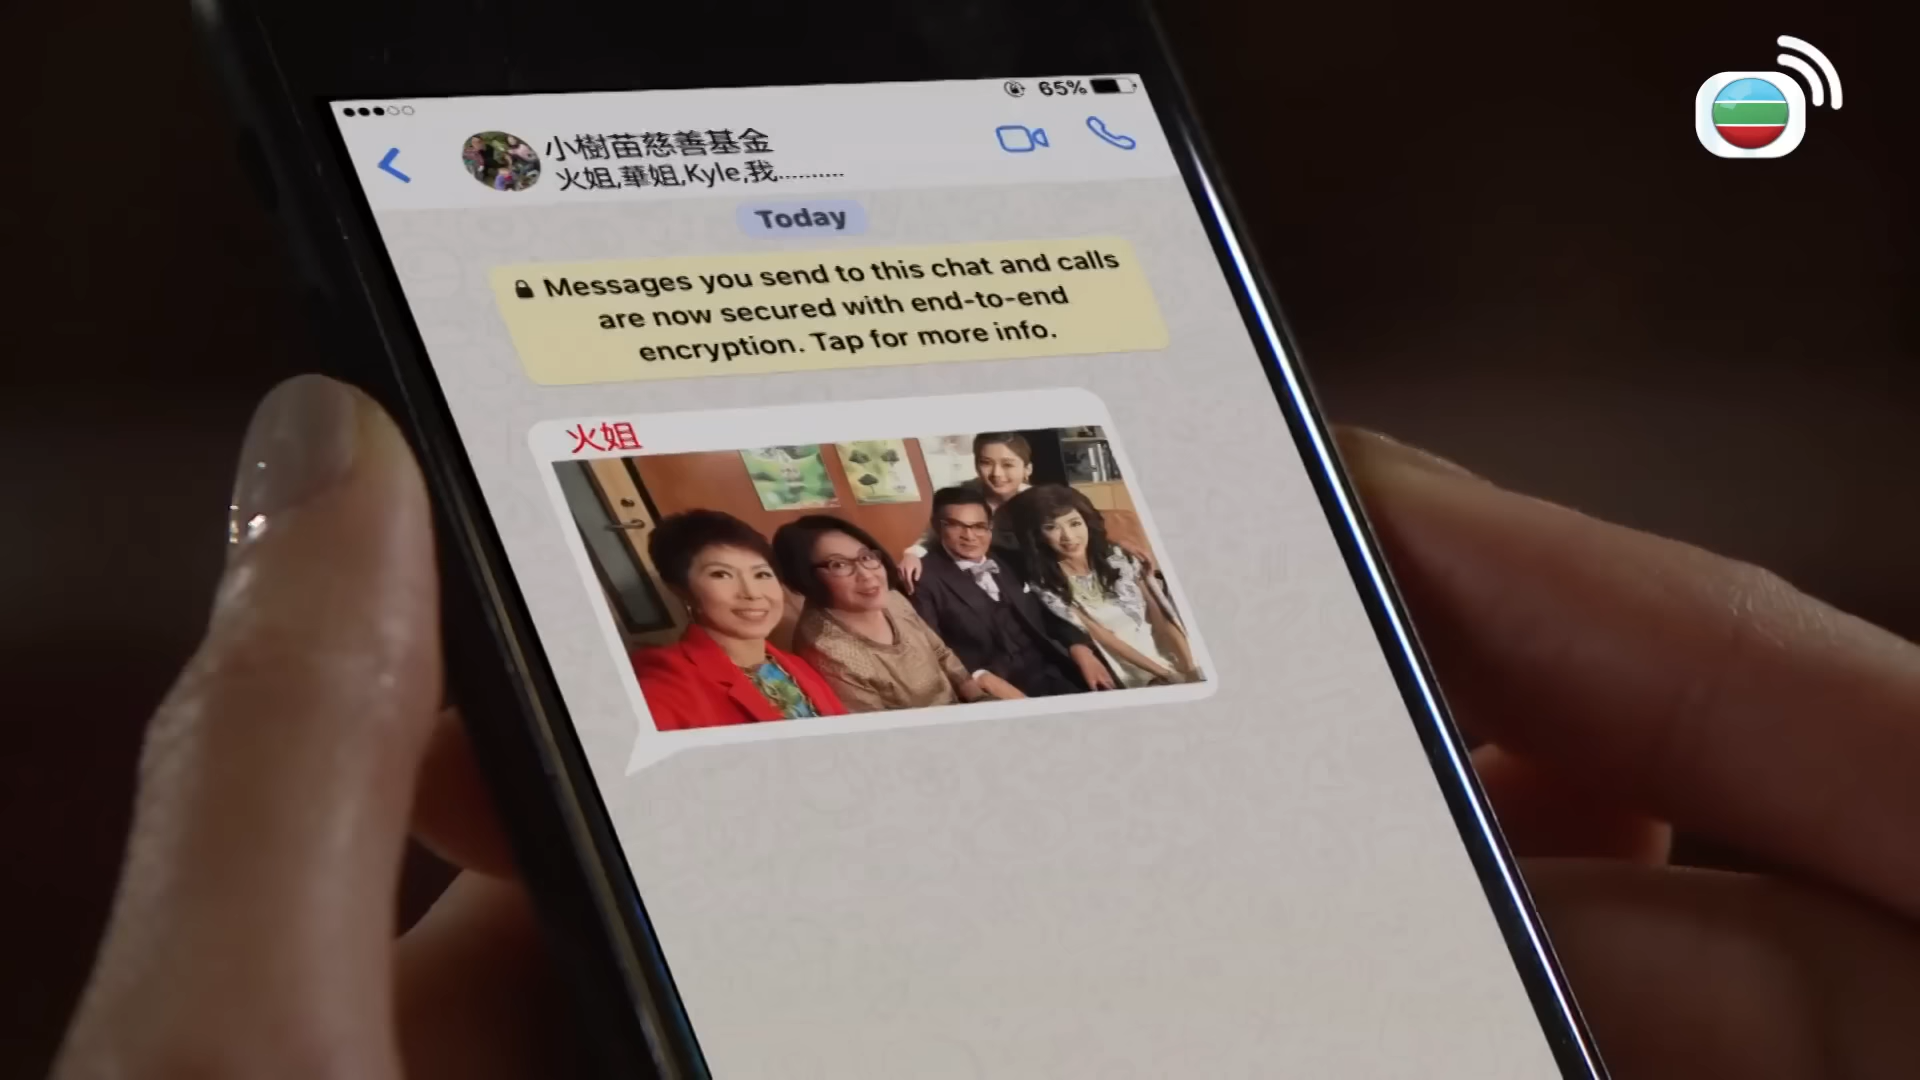 65%
小樹苗慈善基金
火姐,華姐,Kyle,我..........
Today
Messages you send to this chat and calls
are now secured with end-to-end
encryption. Tap for more info.
火姐